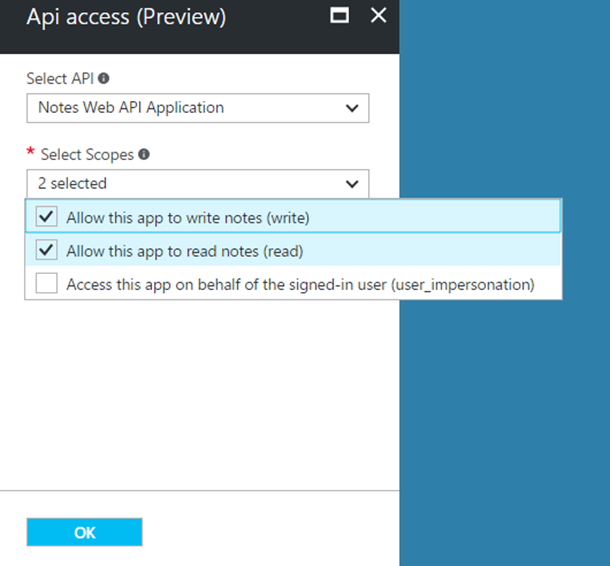 Api access (Preview)
Select API
Notes Web API Application
* Select Scopes
2 selected
Allow this app to write notes (write)
Allow this app to read notes (read)
Access this app on behalf of the signed-in user (user_impersonation)
OK